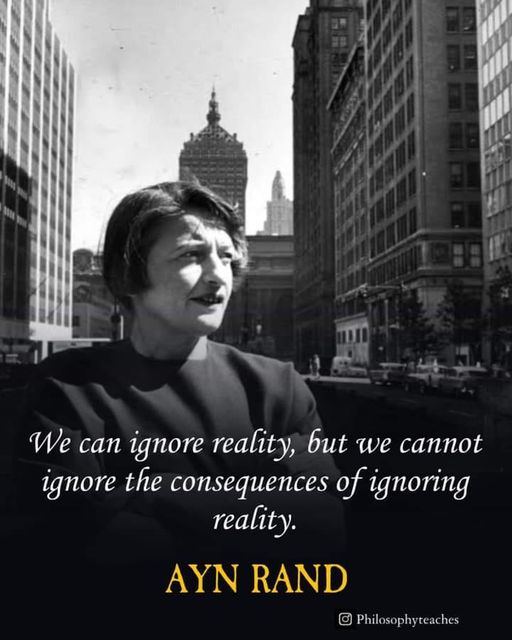 We can ignore reality, but we cannot
ignore the consequences of ignoring
reality.
AYN RAND
Philosophyteaches